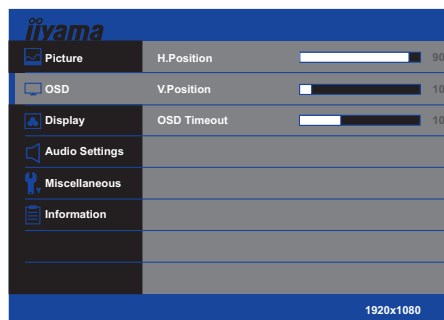 iiyama
Picture
H.Position 90
OSD
V.Position 10
Display
OSD Timeout 10
Audio Settings
Miscellaneous
Information
1920x1080